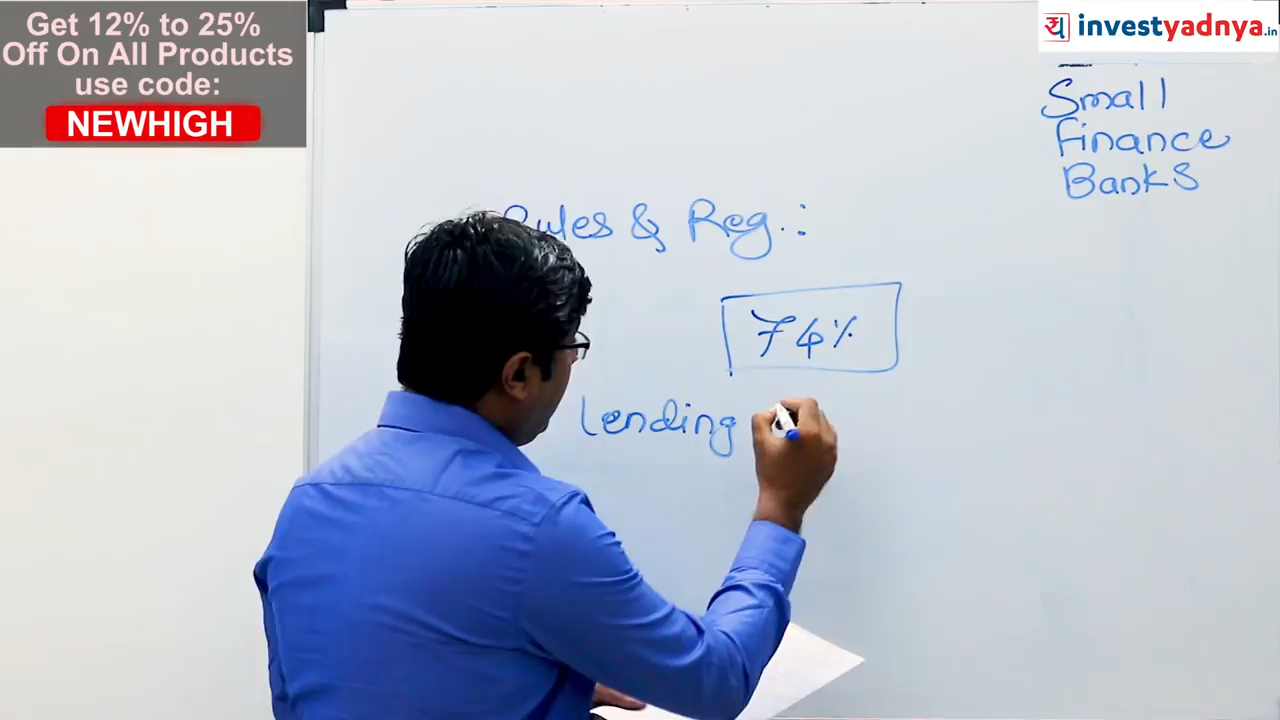 Get 12% to 25%
Off On All Products
use code:
NEWHIGH
investyadnya.in
Small
Finance
Banks
Rules & Reg.:
74%
Lending